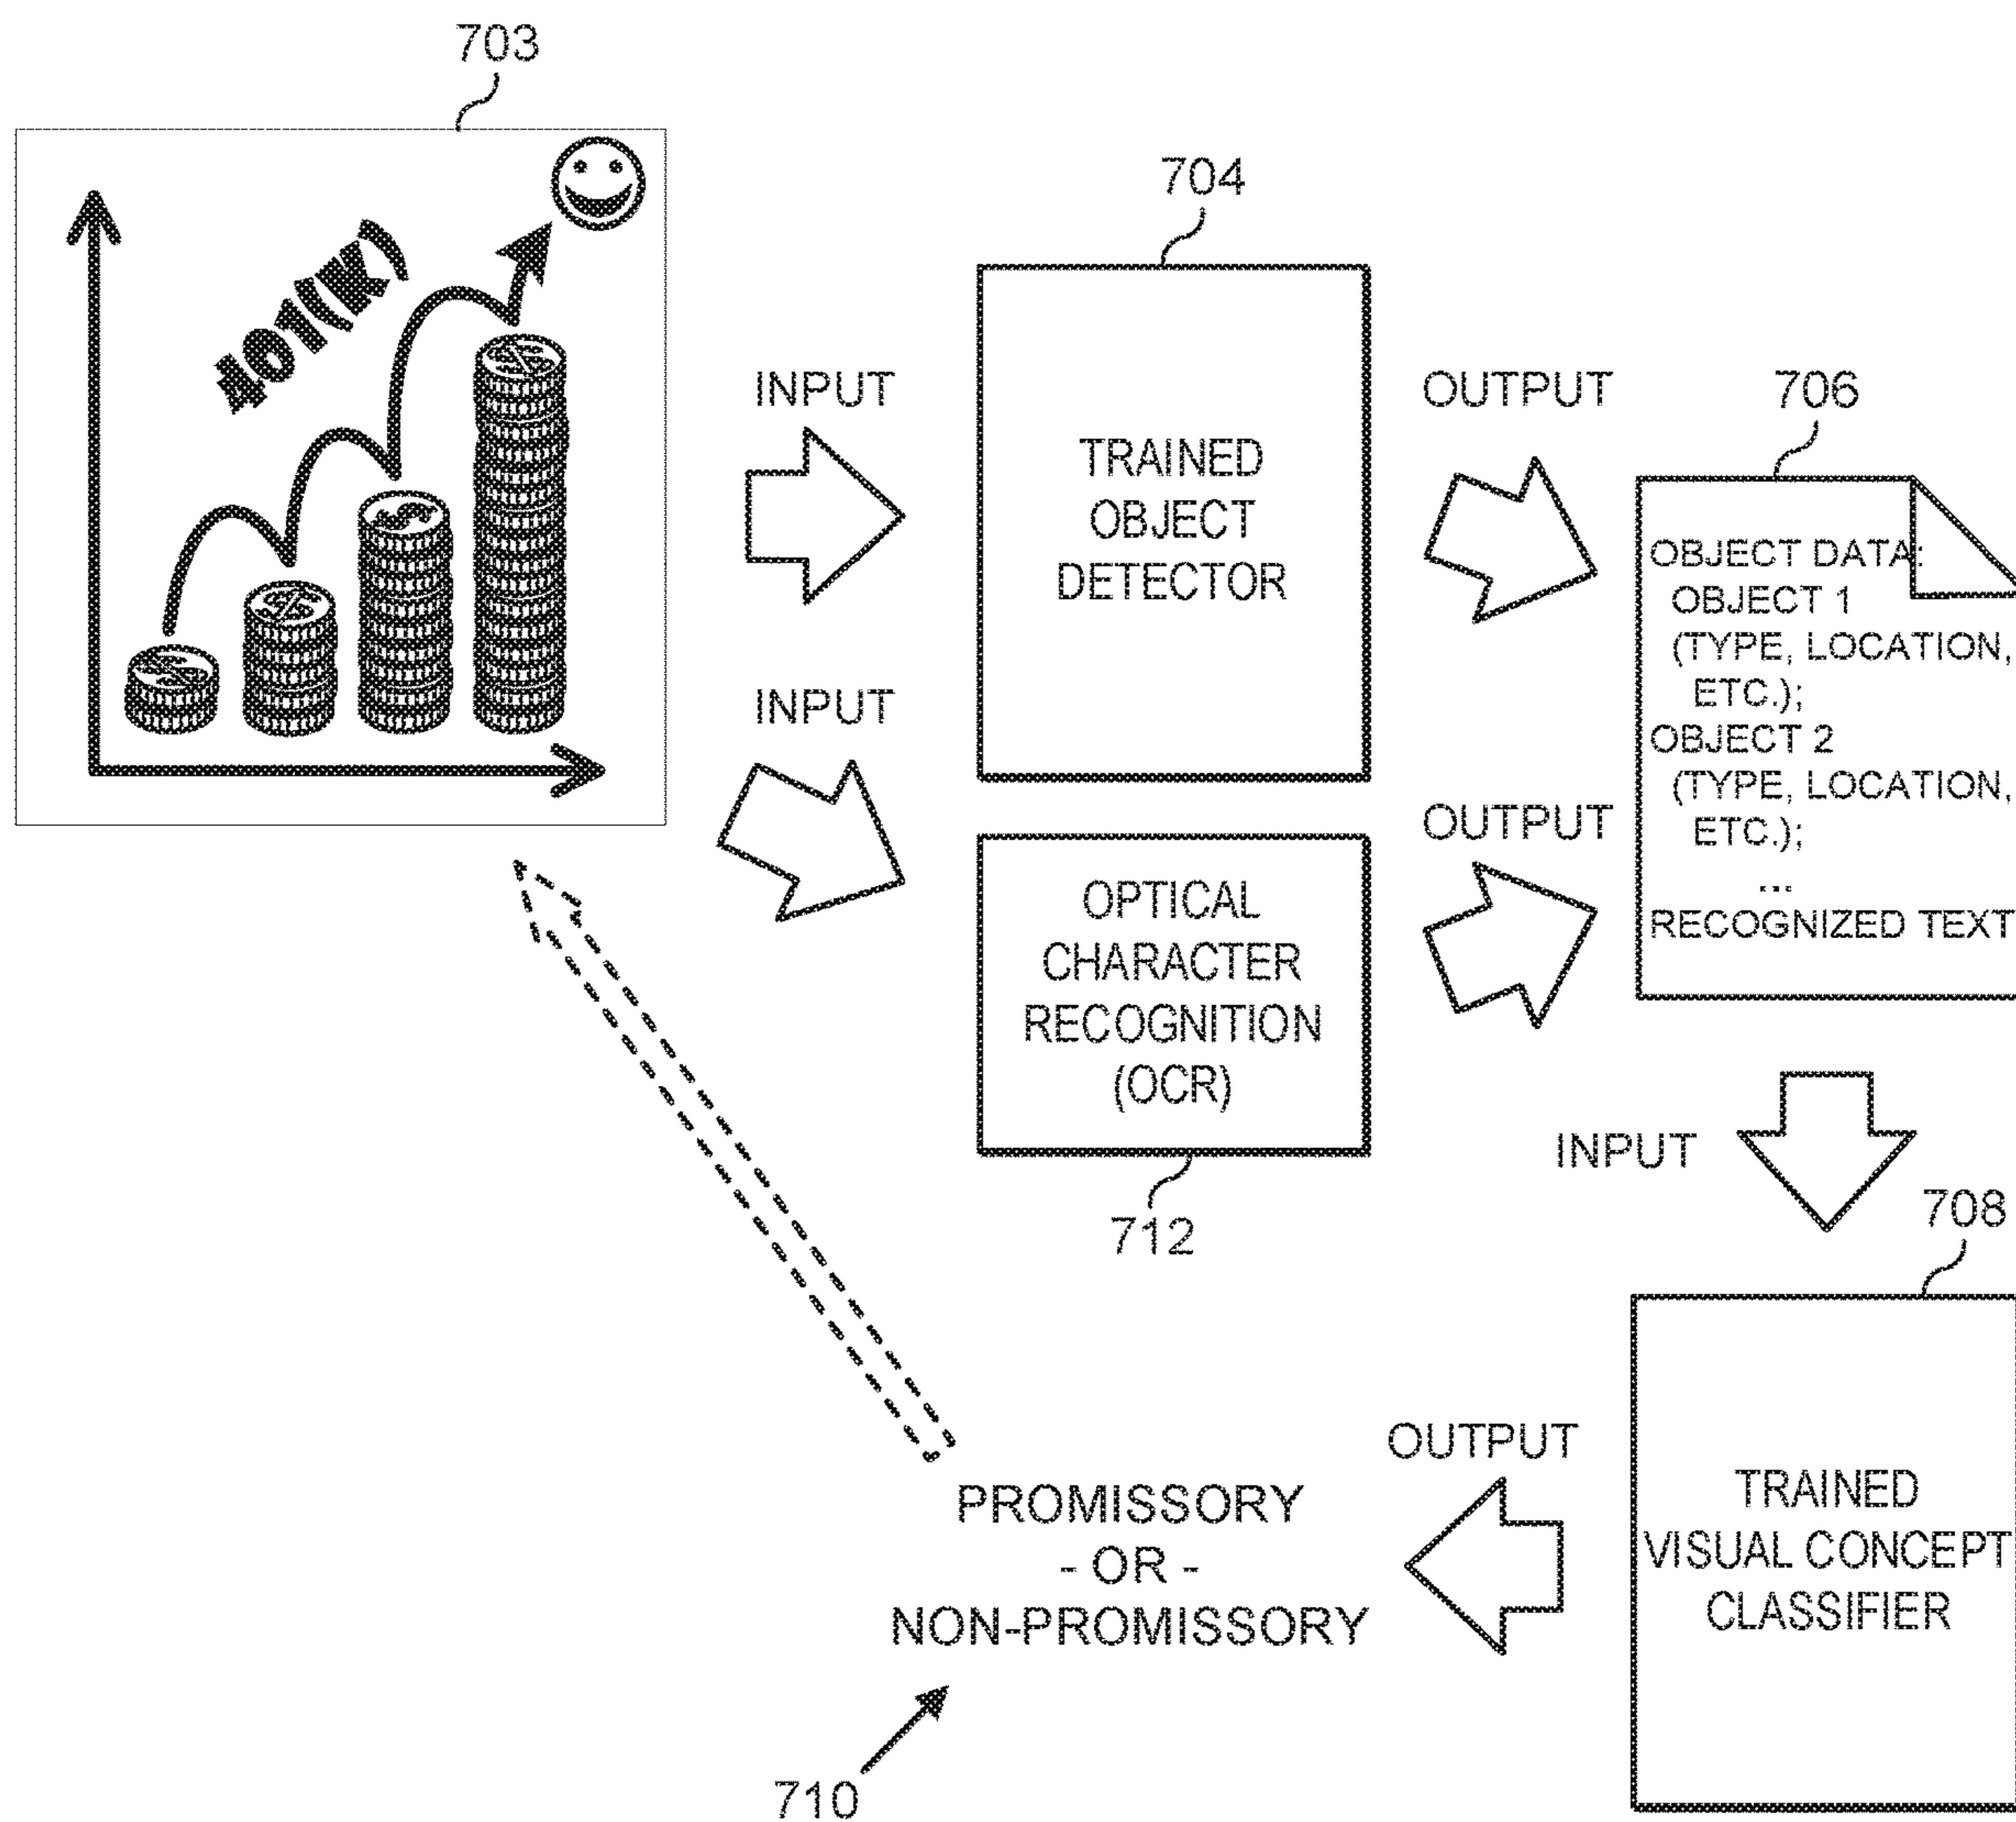 703
401(K)
704
INPUT
TRAINED
OBJECT
DETECTOR
OUTPUT
706
OBJECT DATA:
OBJECT 1
(TYPE, LOCATION,
ETC.);
OBJECT 2
(TYPE, LOCATION,
ETC.);
...
RECOGNIZED TEXT
INPUT
OPTICAL
CHARACTER
RECOGNITION
(OCR)
712
OUTPUT
INPUT
708
TRAINED
VISUAL CONCEPT
CLASSIFIER
OUTPUT
PROMISSORY
- OR -
NON-PROMISSORY
710